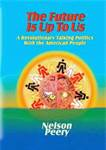 The Future
Is Up To Us
A Revolutionary Talking Politics
With the American People
Nelson
Peery